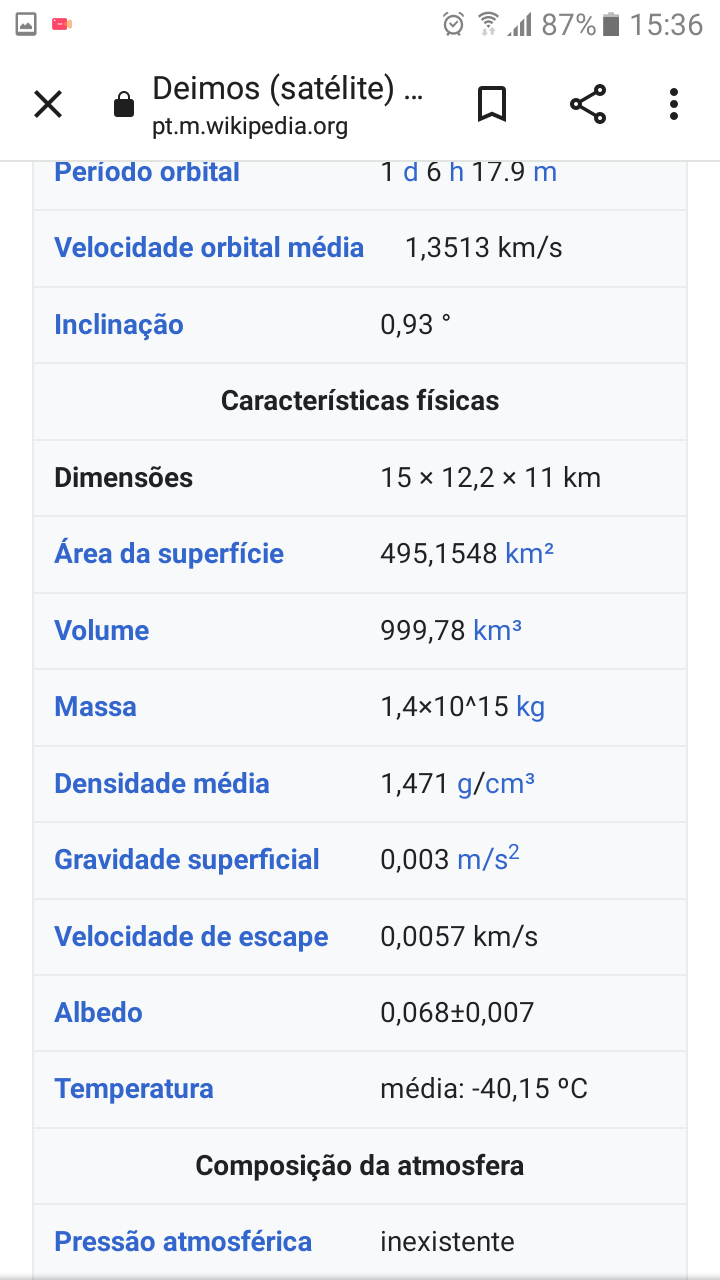 87% 15:36
Deimos (satélite) ...
pt.m.wikipedia.org
Período orbital 1 d 6 h 17.9 m
Velocidade orbital média 1,3513 km/s
Inclinação 0,93 °
Características físicas
Dimensões 15 × 12,2 × 11 km
Área da superfície 495,1548 km²
Volume 999,78 km³
Massa 1,4×10^15 kg
Densidade média 1,471 g/cm³
Gravidade superficial 0,003 m/s²
Velocidade de escape 0,0057 km/s
Albedo 0,068±0,007
Temperatura média: -40,15 ºC
Composição da atmosfera
Pressão atmosférica inexistente